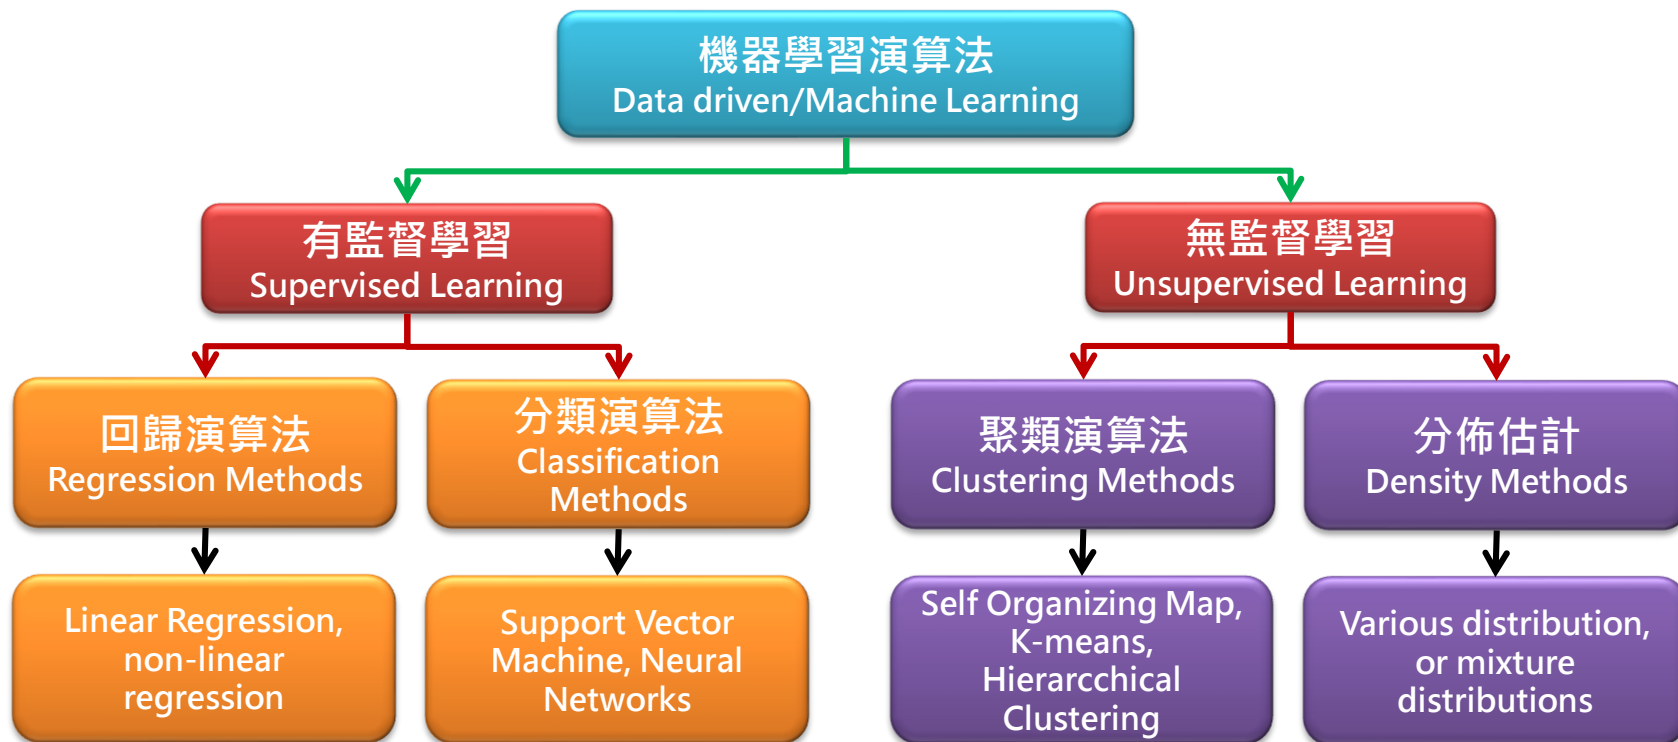 機器學習演算法
Data driven/Machine Learning
有監督學習
Supervised Learning
無監督學習
Unsupervised Learning
回歸演算法
Regression Methods
分類演算法
Classification
Methods
聚類演算法
Clustering Methods
分佈估計
Density Methods
Linear Regression,
non-linear
regression
Support Vector
Machine, Neural
Networks
Self Organizing Map,
K-means,
Hierarcchical
Clustering
Various distribution,
or mixture
distributions